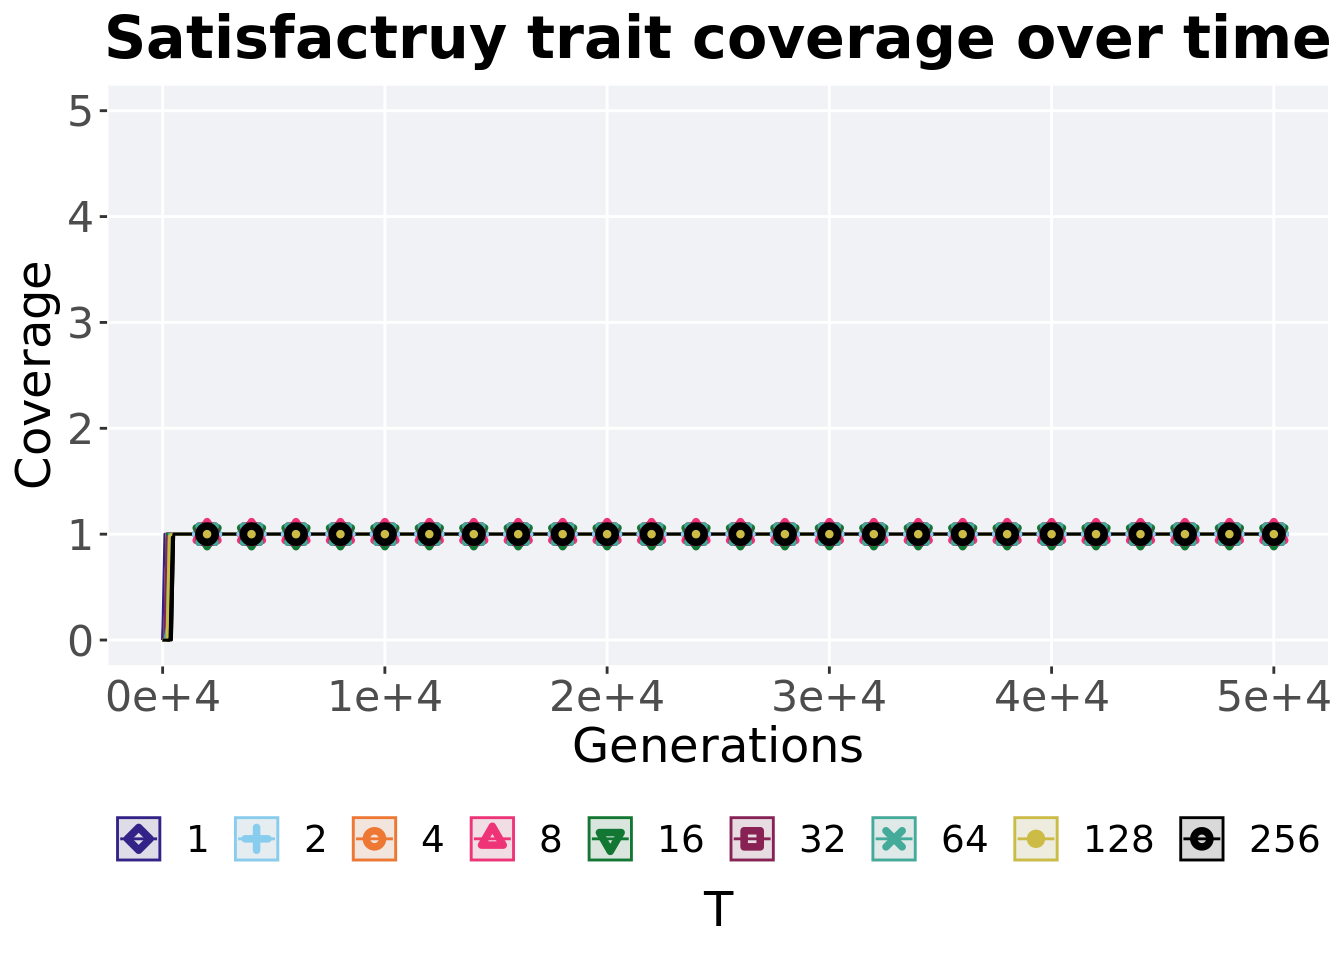 Satisfactruy trait coverage over time
5
4
3
2
1
0
Coverage
0e+4 1e+4 2e+4 3e+4 4e+4 5e+4
Generations
1 2 4 8 16 32 64 128 256
T